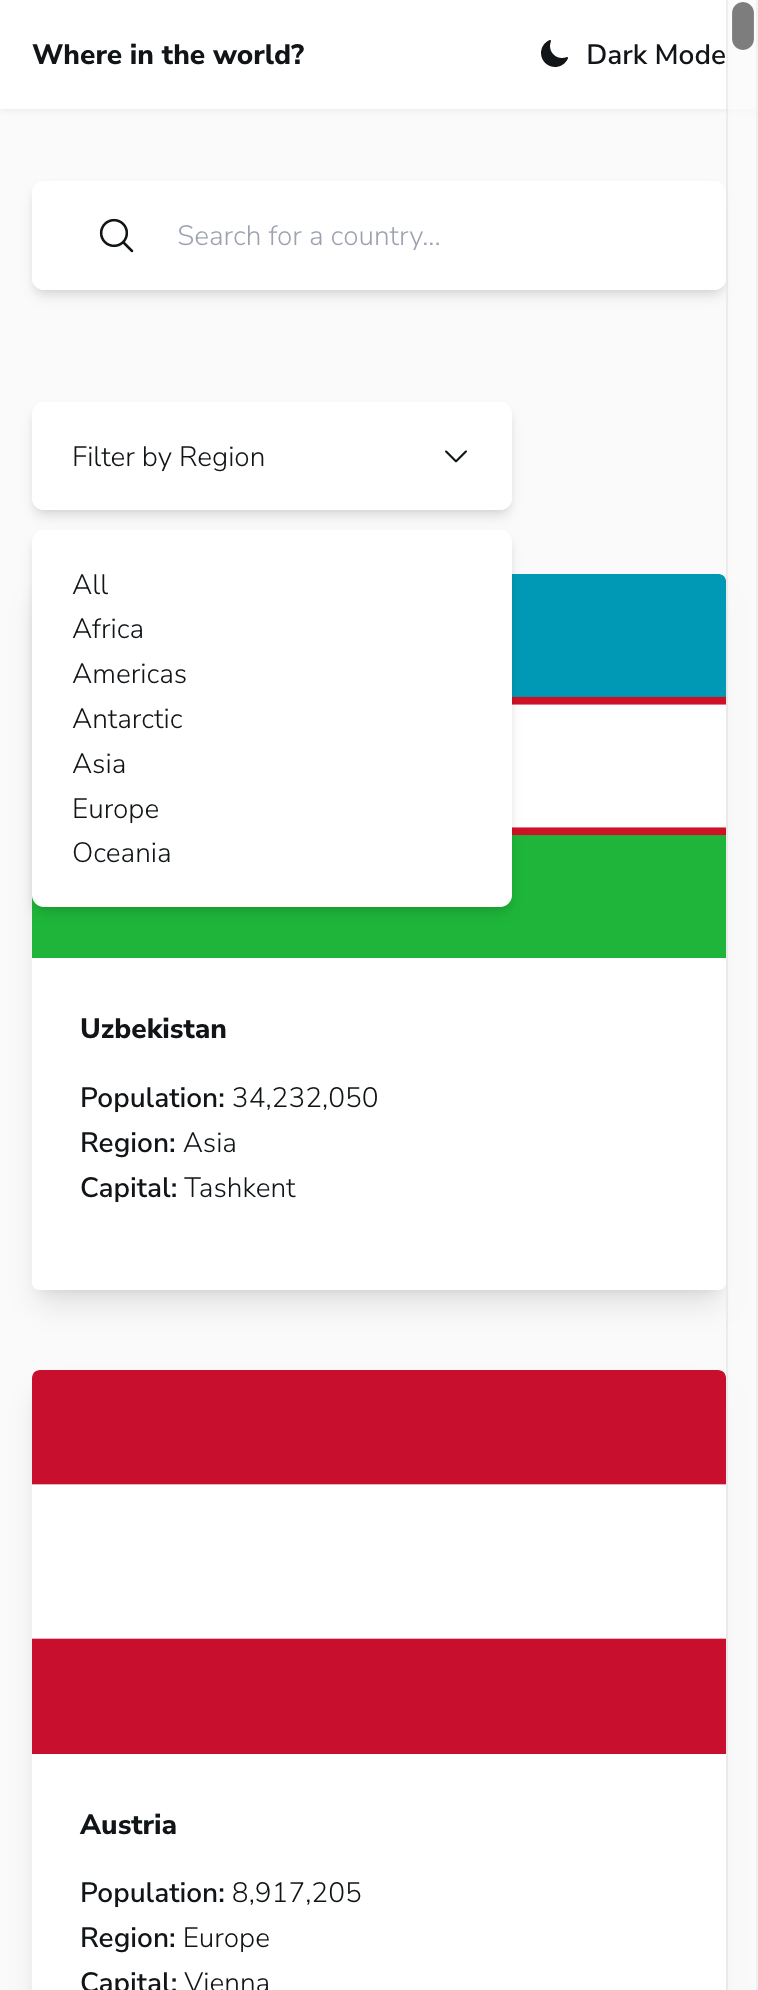 Where in the world?
Dark Mode
Search for a country...
Filter by Region
All
Africa
Americas
Antarctic
Asia
Europe
Oceania
Uzbekistan
Population: 34,232,050
Region: Asia
Capital: Tashkent
Austria
Population: 8,917,205
Region: Europe
Capital: Vienna